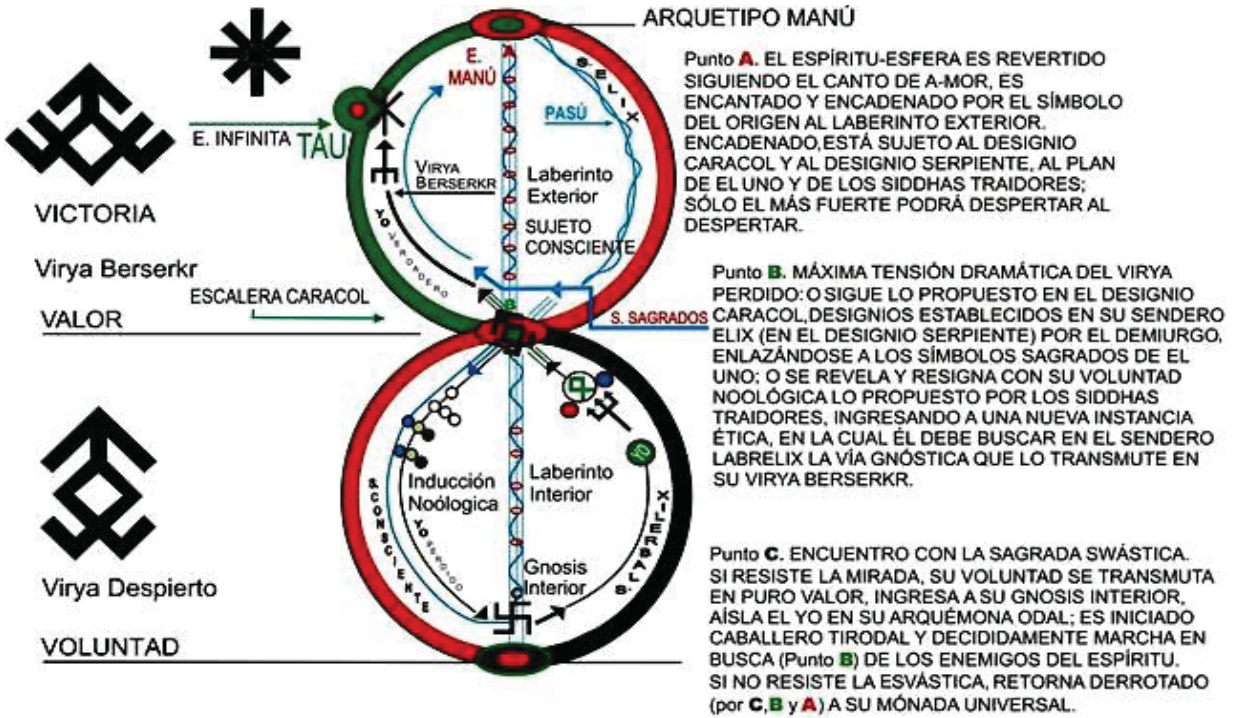 ARQUETIPO MANÚ
Punto A. EL ESPÍRITU-ESFERA ES REVERTIDO
SIGUIENDO EL CANTO DE A-MOR, ES
ENCANTADO Y ENCADENADO POR EL SÍMBOLO
DEL ORIGEN AL LABERINTO EXTERIOR.
ENCADENADO,ESTÁ SUJETO AL DESIGNIO
CARACOL Y AL DESIGNIO SERPIENTE, AL PLAN
DE EL UNO Y DE LOS SIDDHAS TRAIDORES;
SÓLO EL MÁS FUERTE PODRÁ DESPERTAR AL
DESPERTAR.
Punto B. MÁXIMA TENSIÓN DRAMÁTICA DEL VIRYA
PERDIDO: O SIGUE LO PROPUESTO EN EL DESIGNIO
CARACOL,DESIGNIOS ESTABLECIDOS EN SU SENDERO
ELIX (EN EL DESIGNIO SERPIENTE) POR EL DEMIURGO,
ENLAZÁNDOSE A LOS SÍMBOLOS SAGRADOS DE EL
UNO; O SE REVELA Y RESIGNA CON SU VOLUNTAD
NOOLÓGICA LO PROPUESTO POR LOS SIDDHAS
TRAIDORES, INGRESANDO A UNA NUEVA INSTANCIA
ÉTICA, EN LA CUAL ÉL DEBE BUSCAR EN EL SENDERO
LABRELIX LA VÍA GNÓSTICA QUE LO TRANSMUTE EN
SU VIRYA BERSERKR.
Punto C. ENCUENTRO CON LA SAGRADA SWÁSTICA.
SI RESISTE LA MIRADA, SU VOLUNTAD SE TRANSMUTA
EN PURO VALOR, INGRESA A SU GNOSIS INTERIOR,
AÍSLA EL YO EN SU ARQUÉMONA ODAL; ES INICIADO
CABALLERO TIRODAL Y DECIDIDAMENTE MARCHA EN
BUSCA (Punto B) DE LOS ENEMIGOS DEL ESPÍRITU.
SI NO RESISTE LA ESVÁSTICA, RETORNA DERROTADO
(por C,B y A) A SU MÓNADA UNIVERSAL.
E. INFINITA
TAU
VICTORIA
Virya Berserkr
ESCALERA CARACOL
VALOR
Virya Despierto
VOLUNTAD
A
E.
MANÚ
S. ELIX
PASÚ
VIRYA
BERSERKR
Laberinto
Exterior
SUJETO
CONSCIENTE
YO VERDADERO
B
S. SAGRADOS
YO
Inducción
Noólogica
Laberinto
Interior
S.CONSCIENTE
YO
Gnosis
Interior